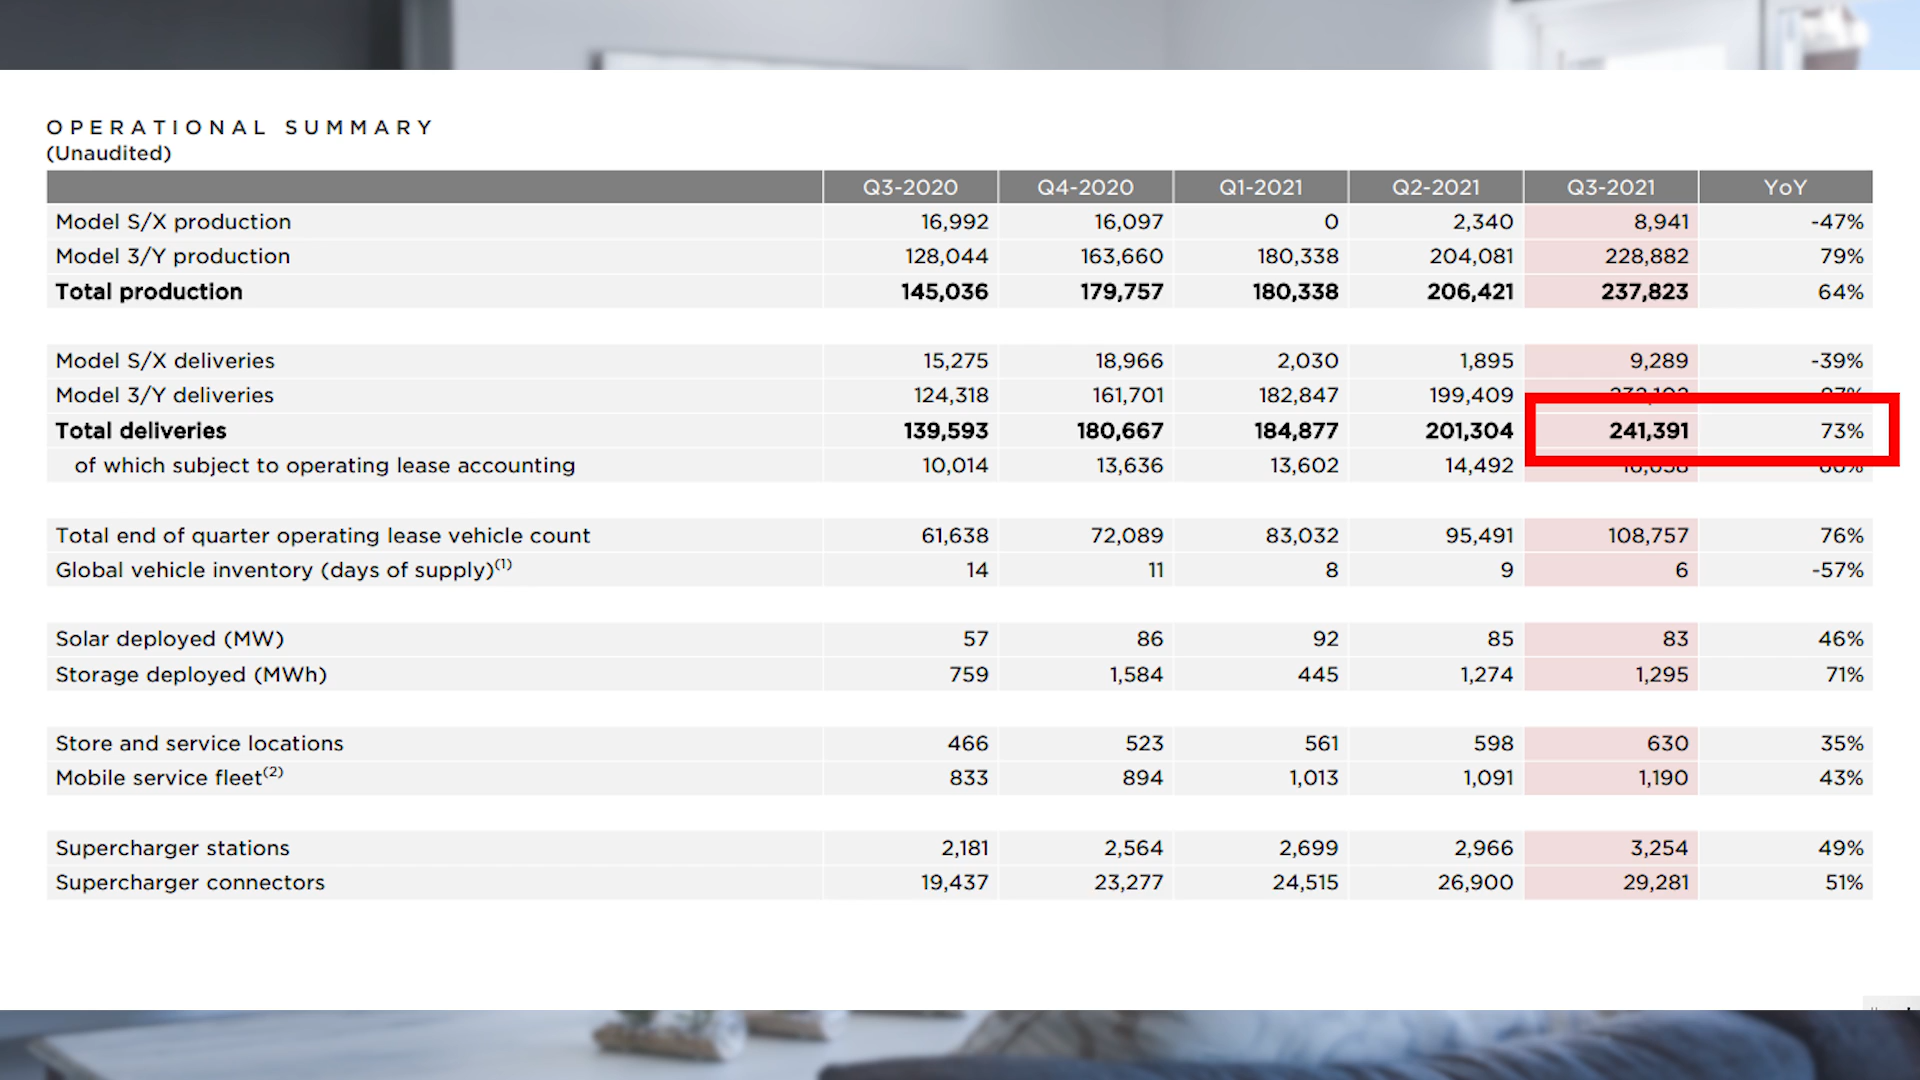 OPERATIONAL SUMMARY
(Unaudited)
Q3-2020 Q4-2020 Q1-2021 Q2-2021 Q3-2021 YoY
Model S/X production 16,992 16,097 0 2,340 8,941 -47%
Model 3/Y production 128,044 163,660 180,338 204,081 228,882 79%
Total production 145,036 179,757 180,338 206,421 237,823 64%
Model S/X deliveries 15,275 18,966 2,030 1,895 9,289 -39%
Model 3/Y deliveries 124,318 161,701 182,847 199,409
Total deliveries 139,593 180,667 184,877 201,304 241,391 73%
of which subject to operating lease accounting 10,014 13,636 13,602 14,492
Total end of quarter operating lease vehicle count 61,638 72,089 83,032 95,491 108,757 76%
Global vehicle inventory (days of supply)(1) 14 11 8 9 6 -57%
Solar deployed (MW) 57 86 92 85 83 46%
Storage deployed (MWh) 759 1,584 445 1,274 1,295 71%
Store and service locations 466 523 561 598 630 35%
Mobile service fleet(2) 833 894 1,013 1,091 1,190 43%
Supercharger stations 2,181 2,564 2,699 2,966 3,254 49%
Supercharger connectors 19,437 23,277 24,515 26,900 29,281 51%